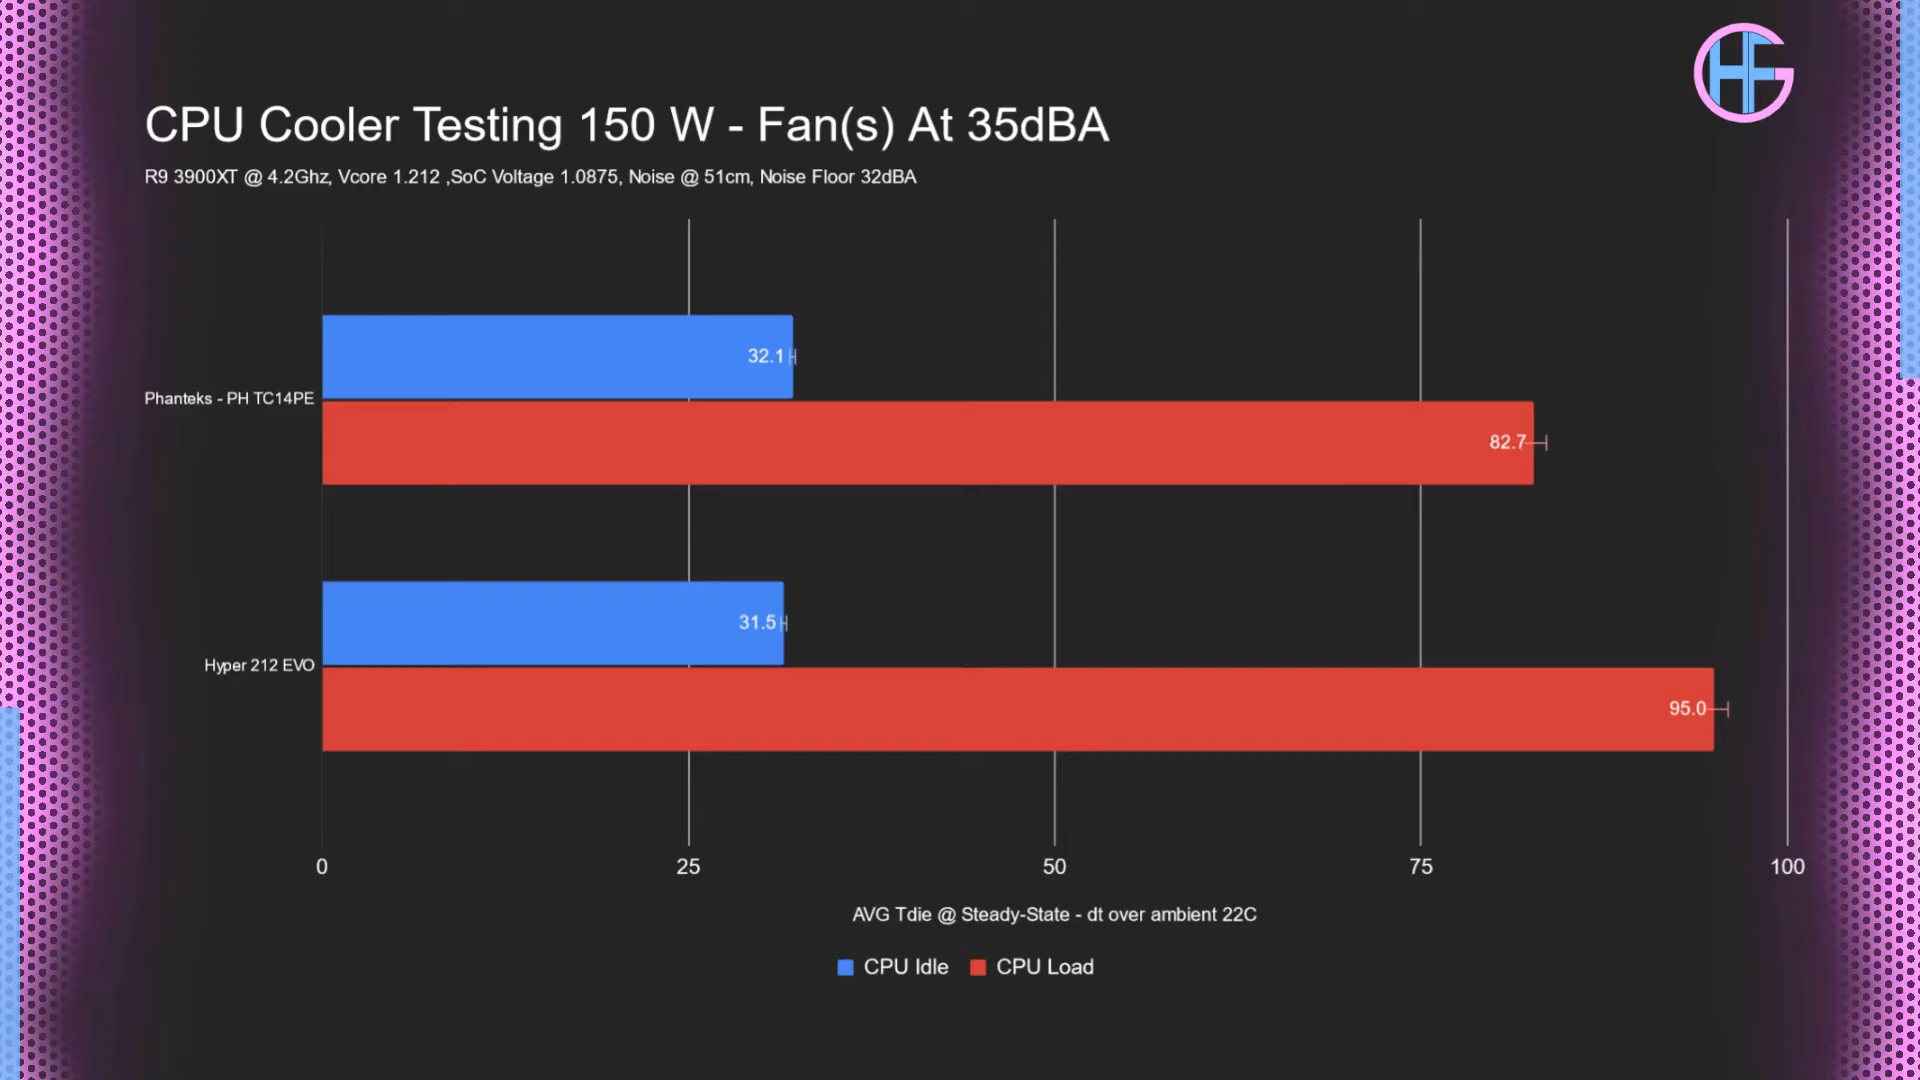 HFG
CPU Cooler Testing 150 W - Fan(s) At 35dBA
R9 3900XT @ 4.2Ghz, Vcore 1.212 ,SoC Voltage 1.0875, Noise @ 51cm, Noise Floor 32dBA
32.1
Phanteks - PH TC14PE
82.7
31.5
Hyper 212 EVO
95.0
0 25 50 75 100
AVG Tdie @ Steady-State - dt over ambient 22C
CPU Idle CPU Load